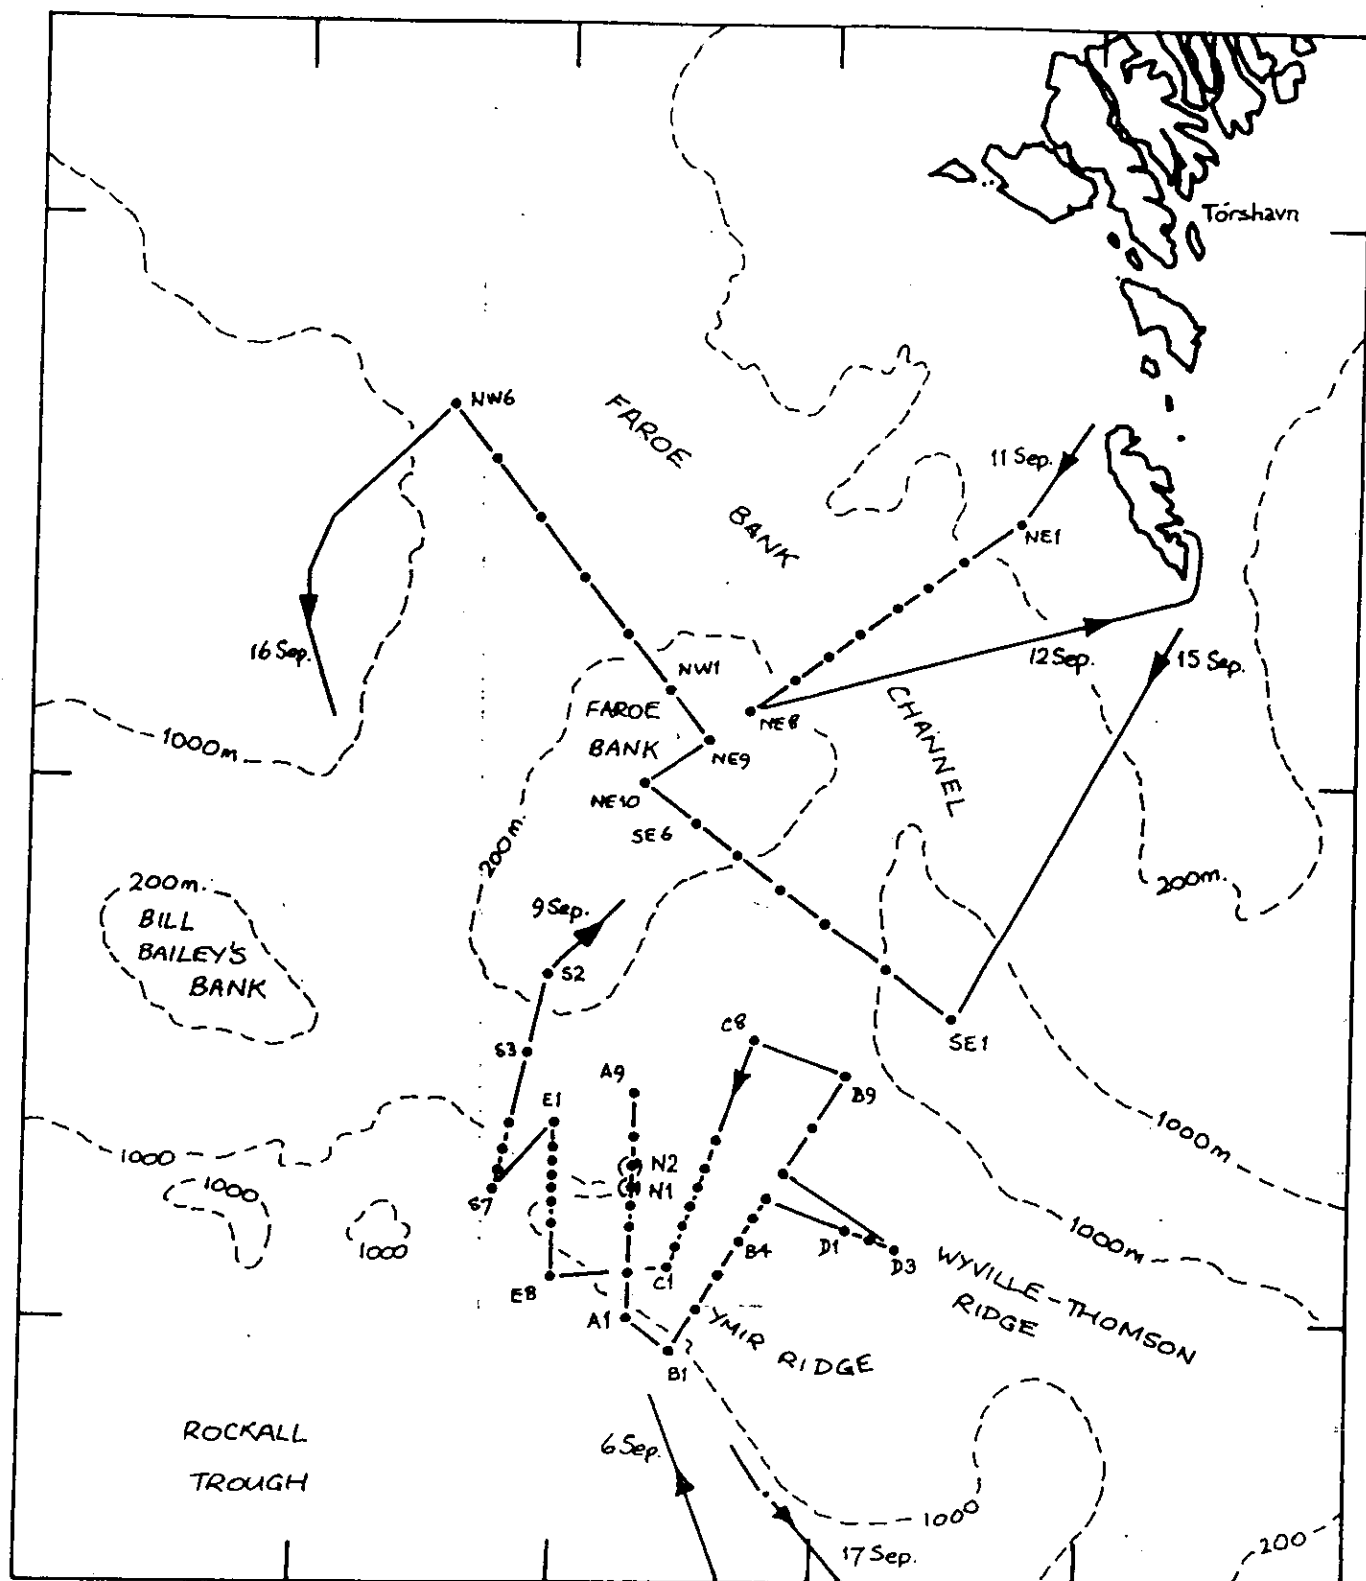 Tórshavn
NW6
FAROE
BANK
CHANNEL
11 Sep.
NE1
16 Sep.
12 Sep.
15 Sep.
NW1
FAROE
BANK
NE8
NE9
1000m
NE10
SE6
200m.
200m.
200m.
BILL
BAILEY'S
BANK
9 Sep.
S2
S3
SE1
C8
A9
B9
E1
1000m
1000
N2
N1
1000
S7
1000
1000m
B4
D1
D3
C1
E8
A1
WYVILLE-THOMSON
RIDGE
YMIR RIDGE
B1
ROCKALL
TROUGH
6 Sep.
1000
17 Sep.
200